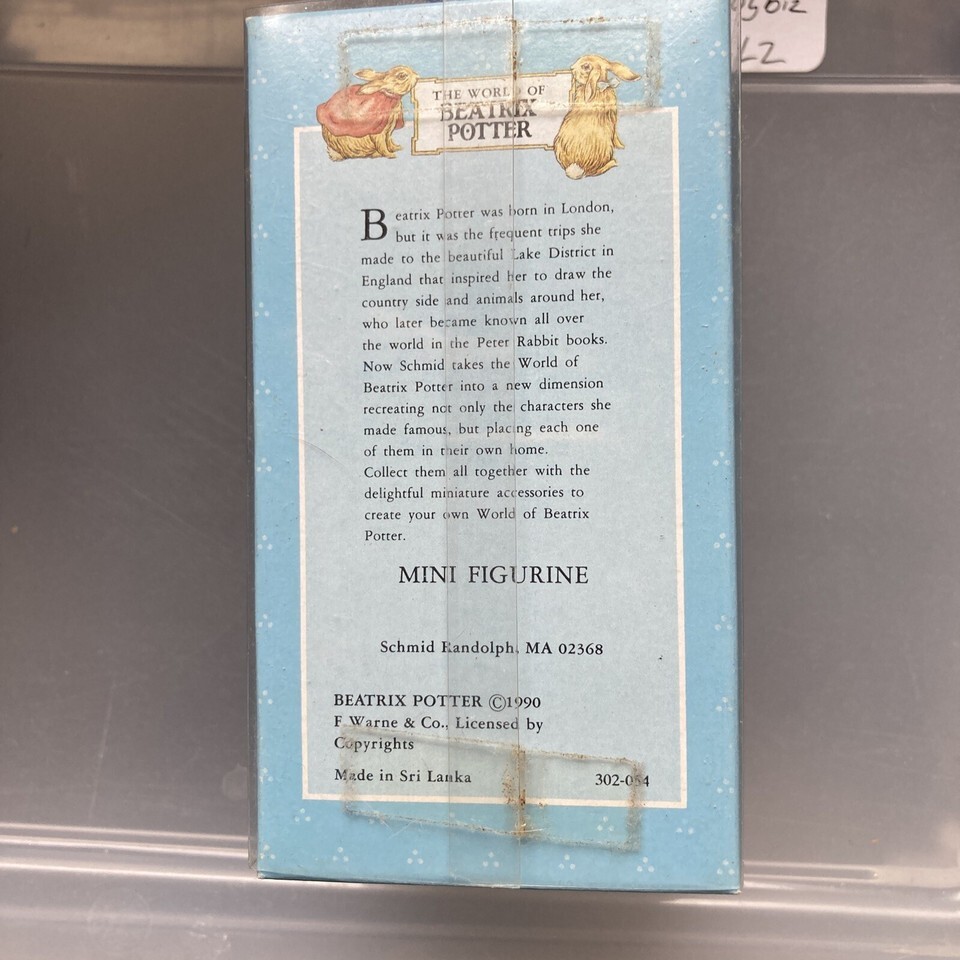 THE WORLD OF
BEATRIX
POTTER
Beatrix Potter was born in London,
but it was the frequent trips she
made to the beautiful Lake District in
England that inspired her to draw the
country side and animals around her,
who later became known all over
the world in the Peter Rabbit books.
Now Schmid takes the World of
Beatrix Potter into a new dimension
recreating not only the characters she
made famous, but placing each one
of them in their own home.
Collect them all together with the
delightful miniature accessories to
create your own World of Beatrix
Potter.
MINI FIGURINE
Schmid Randolph, MA 02368
BEATRIX POTTER ©1990
F. Warne & Co., Licensed by
Copyrights
Made in Sri Lanka
302-054